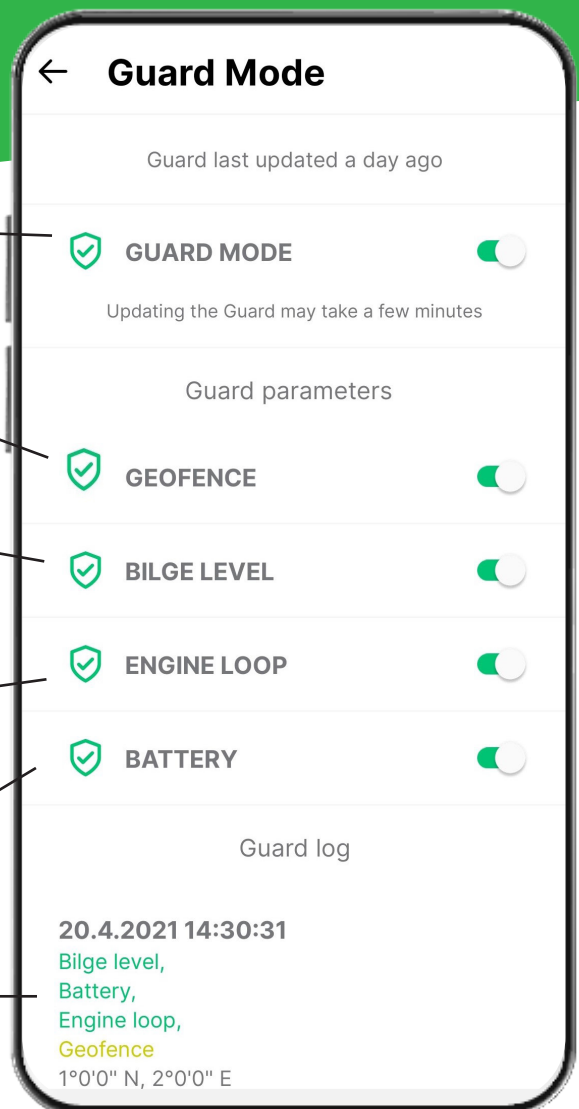 Guard Mode
Guard last updated a day ago
GUARD MODE
Updating the Guard may take a few minutes
Guard parameters
GEOFENCE
BILGE LEVEL
ENGINE LOOP
BATTERY
Guard log
20.4.2021 14:30:31
Bilge level,
Battery,
Engine loop,
Geofence
1°0'0" N, 2°0'0" E